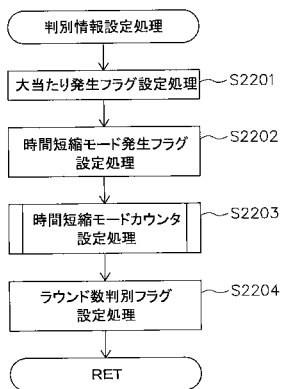 判別情報設定処理
大当たり発生フラグ設定処理
S2201
時間短縮モード発生フラグ
設定処理
S2202
時間短縮モードカウンタ
設定処理
S2203
ラウンド数判別フラグ
設定処理
S2204
RET